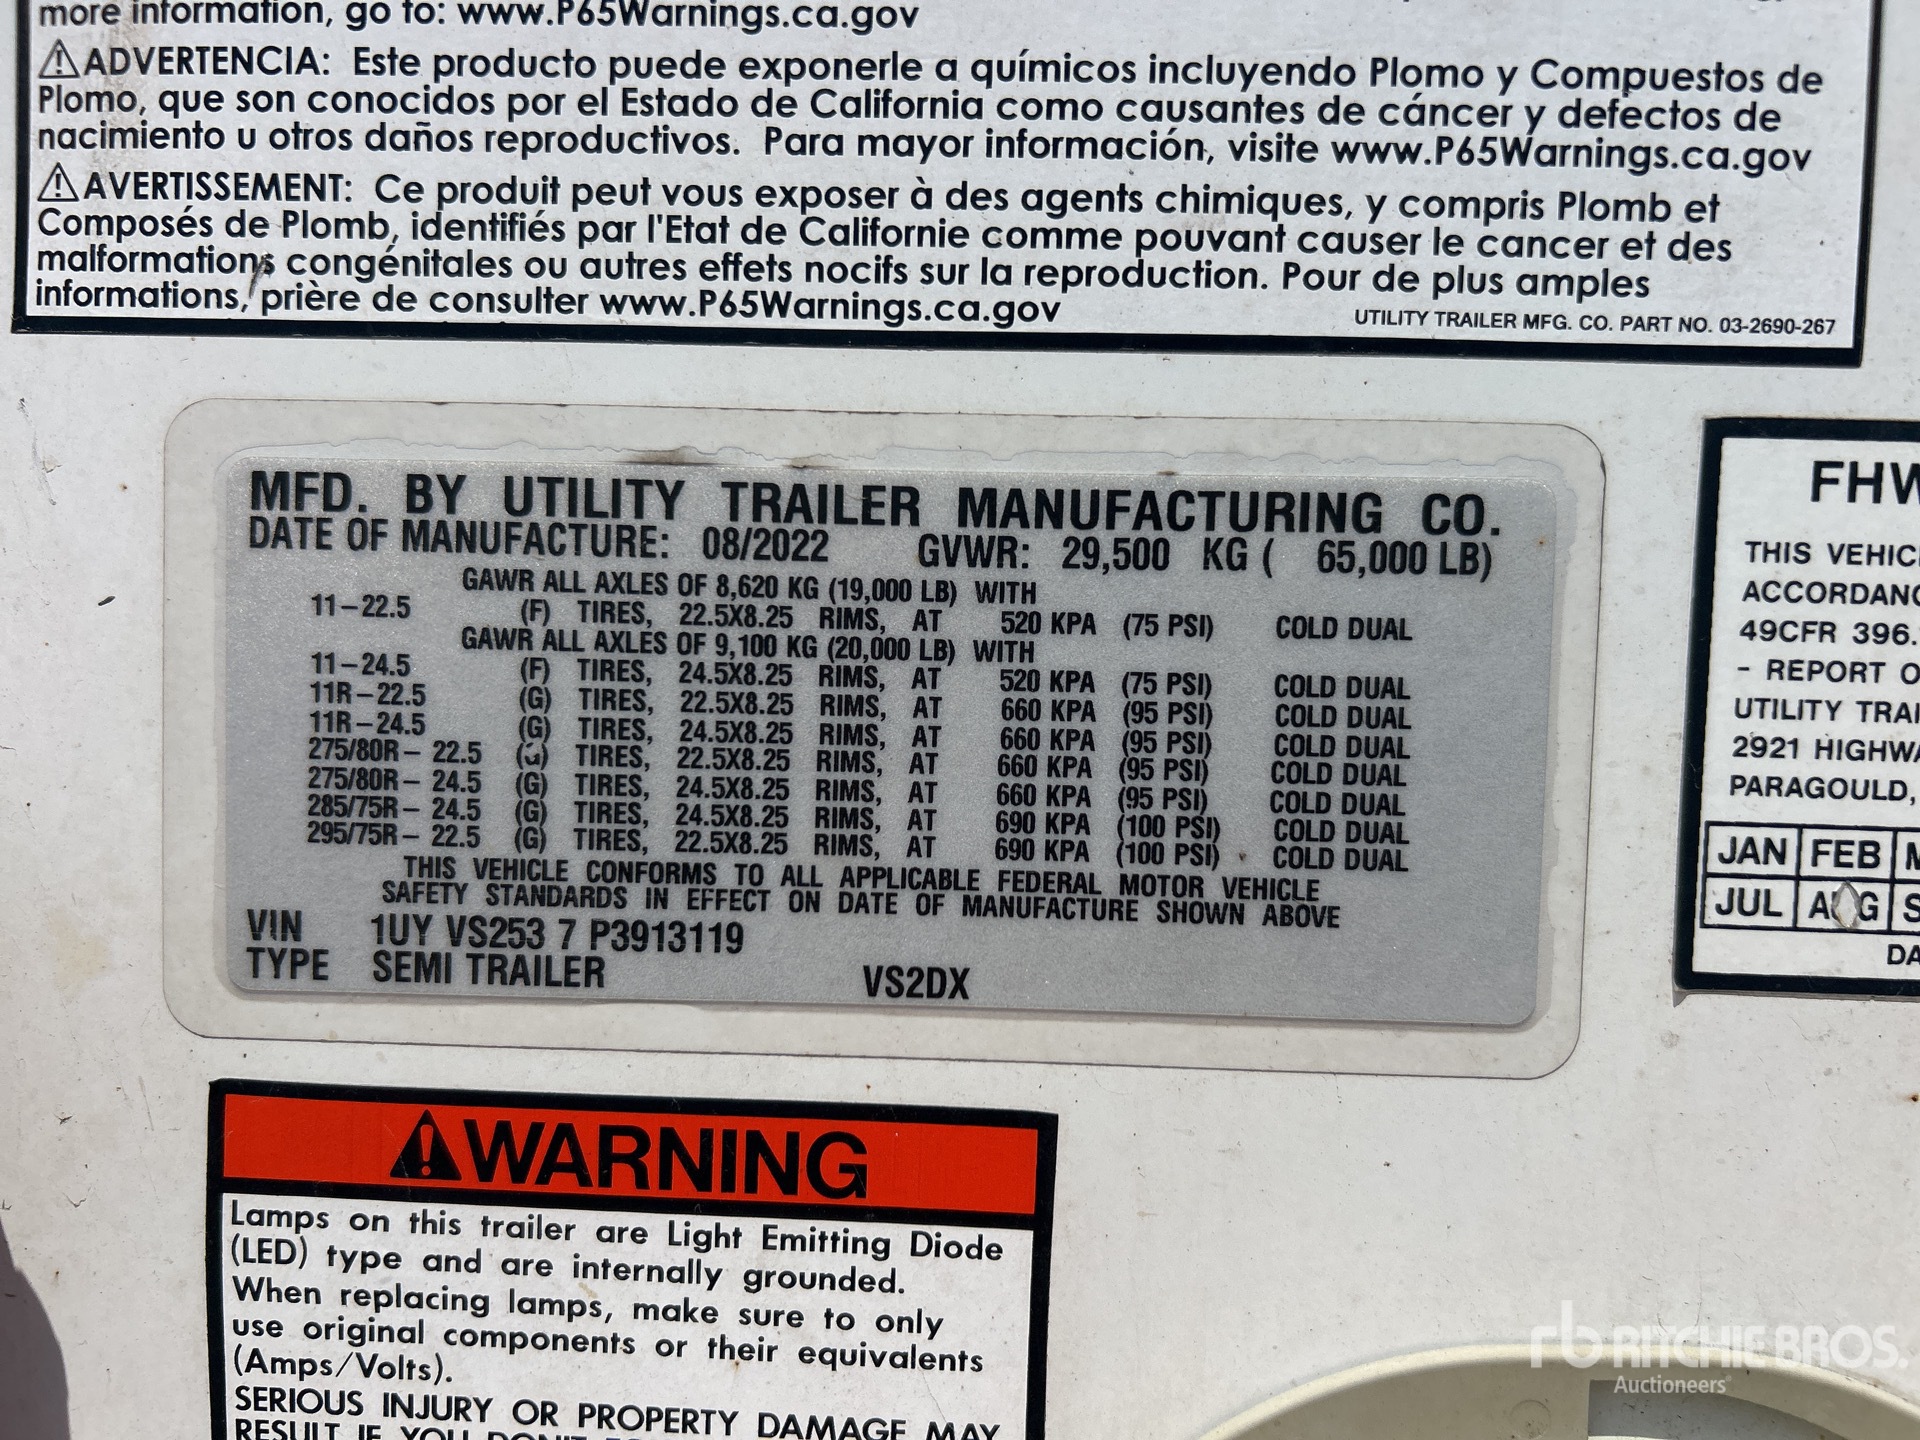 more information, go to: www.P65Warnings.ca.gov
⚠ADVERTENCIA: Este producto puede exponerle a químicos incluyendo Plomo y Compuestos de
Plomo, que son conocidos por el Estado de California como causantes de cáncer y defectos de
nacimiento u otros daños reproductivos. Para mayor información, visite www.P65Warnings.ca.gov
⚠AVERTISSEMENT: Ce produit peut vous exposer à des agents chimiques, y compris Plomb et
Composés de Plomb, identifiés par l'Etat de Californie comme pouvant causer le cancer et des
malformations congénitales ou autres effets nocifs sur la reproduction. Pour de plus amples
informations, prière de consulter www.P65Warnings.ca.gov
UTILITY TRAILER MFG. CO. PART NO. 03-2690-267
MFD. BY UTILITY TRAILER MANUFACTURING CO.
DATE OF MANUFACTURE: 08/2022 GVWR: 29,500 KG ( 65,000 LB)
GAWR ALL AXLES OF 8,620 KG (19,000 LB) WITH
11-22.5 (F) TIRES, 22.5X8.25 RIMS, AT 520 KPA (75 PSI) COLD DUAL
GAWR ALL AXLES OF 9,100 KG (20,000 LB) WITH
11-24.5 (F) TIRES, 24.5X8.25 RIMS, AT 520 KPA (75 PSI) COLD DUAL
11R-22.5 (G) TIRES, 22.5X8.25 RIMS, AT 660 KPA (95 PSI) COLD DUAL
11R-24.5 (G) TIRES, 24.5X8.25 RIMS, AT 660 KPA (95 PSI) COLD DUAL
275/80R- 22.5 (G) TIRES, 22.5X8.25 RIMS, AT 660 KPA (95 PSI) COLD DUAL
275/80R- 24.5 (G) TIRES, 24.5X8.25 RIMS, AT 660 KPA (95 PSI) COLD DUAL
285/75R- 24.5 (G) TIRES, 24.5X8.25 RIMS, AT 690 KPA (100 PSI) COLD DUAL
295/75R- 22.5 (G) TIRES, 22.5X8.25 RIMS, AT 690 KPA (100 PSI) COLD DUAL
THIS VEHICLE CONFORMS TO ALL APPLICABLE FEDERAL MOTOR VEHICLE
SAFETY STANDARDS IN EFFECT ON DATE OF MANUFACTURE SHOWN ABOVE
VIN 1UY VS253 7 P3913119
TYPE SEMI TRAILER VS2DX
FHW
THIS VEHIC
ACCORDANC
49CFR 396.
- REPORT O
UTILITY TRAI
2921 HIGHWA
PARAGOULD,
JAN FEB M
JUL AUG S
DA
⚠WARNING
Lamps on this trailer are Light Emitting Diode
(LED) type and are internally grounded.
When replacing lamps, make sure to only
use original components or their equivalents
(Amps/Volts).
SERIOUS INJURY OR PROPERTY DAMAGE MAY
RESULT IF YOU DON'T
rb RITCHIE BROS.
Auctioneers